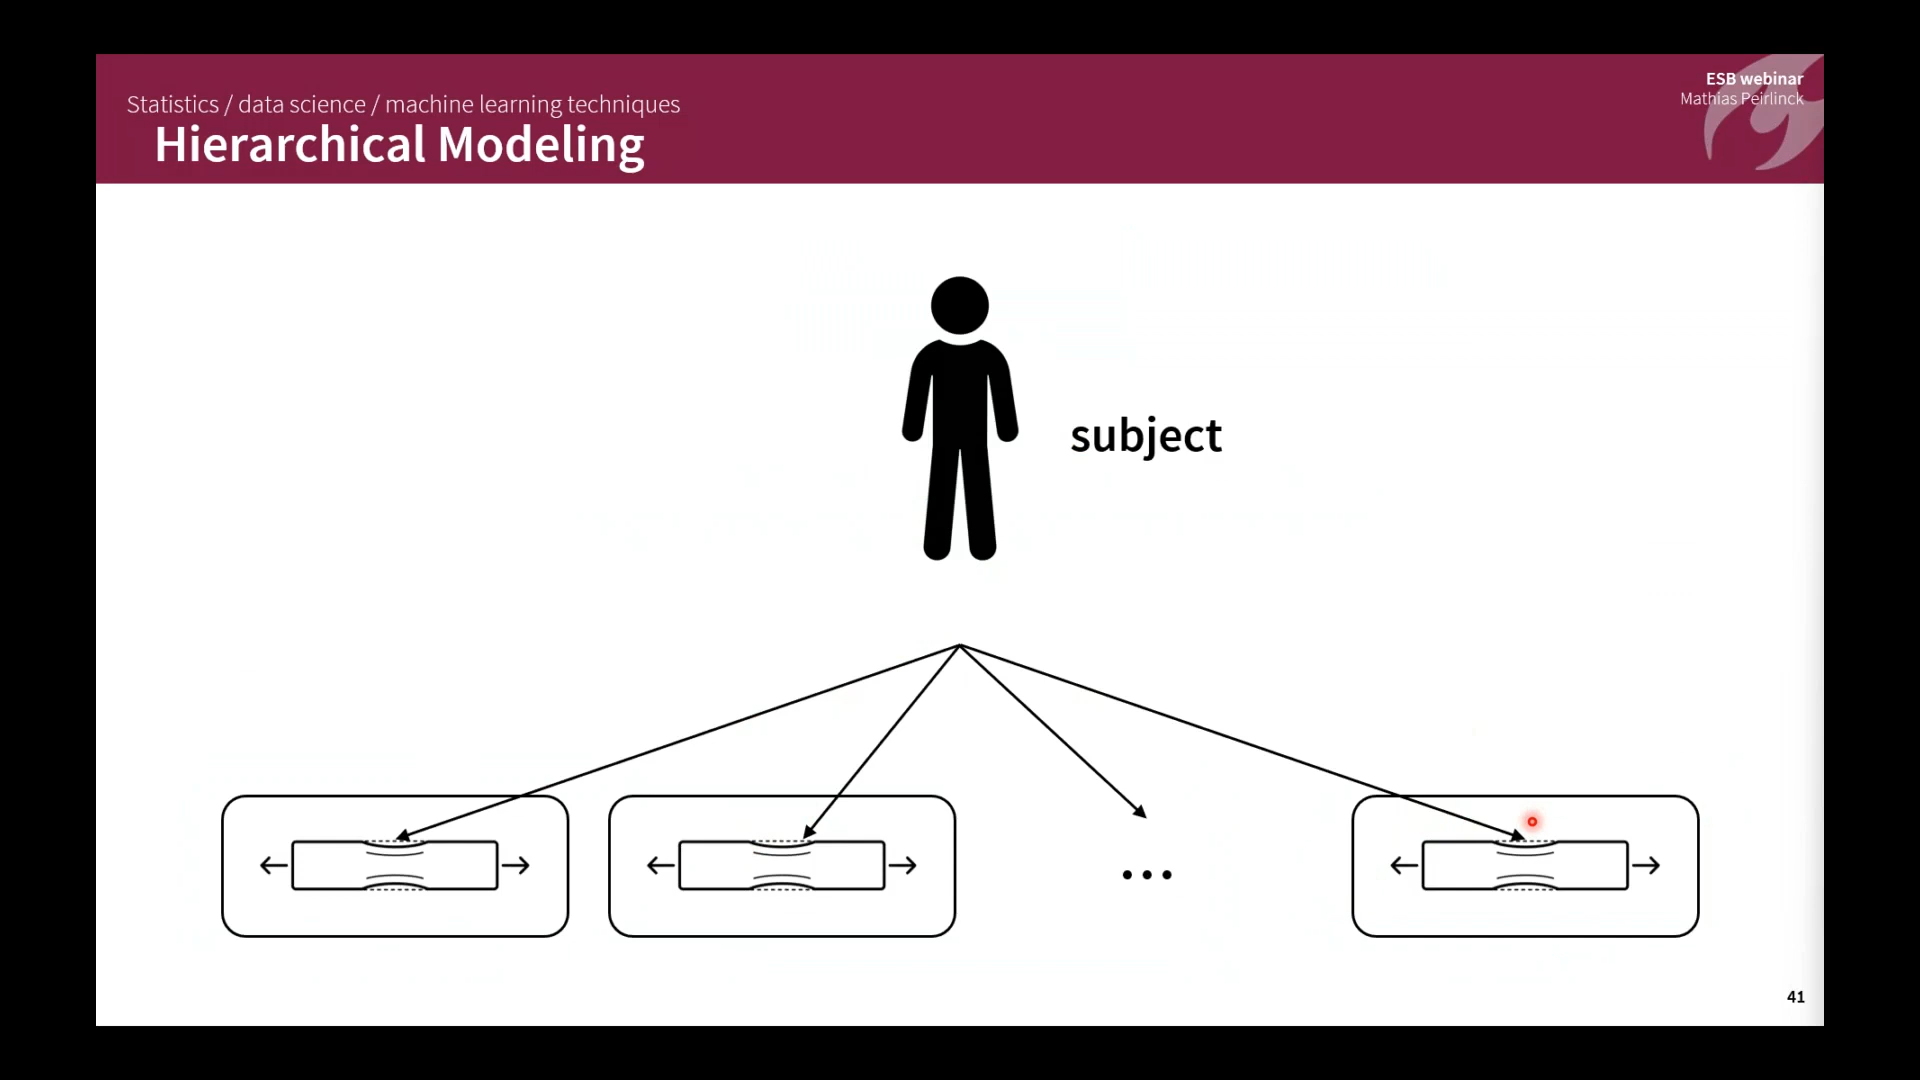 Statistics / data science / machine learning techniques
Hierarchical Modeling
ESB webinar
Mathias Peirlinck
subject
...
41